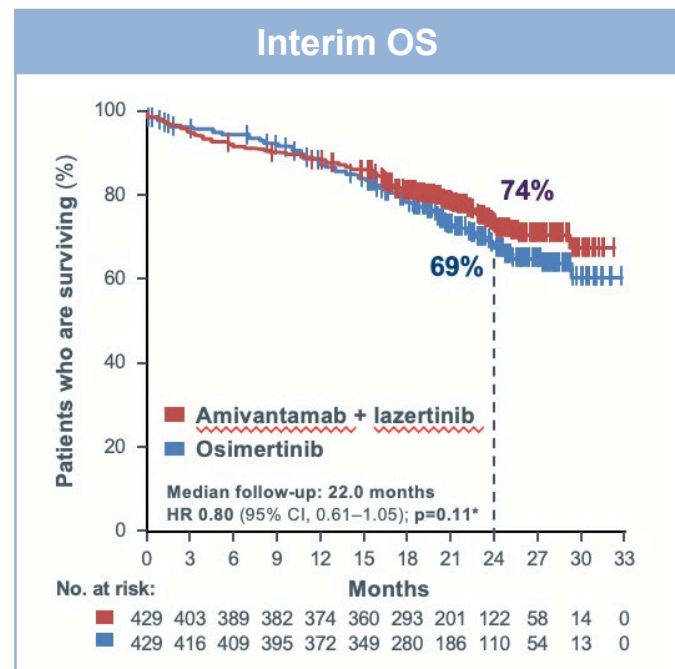 Interim OS
Patients who are surviving (%)
100
80
60
40
20
0
74%
69%
Amivantamab + lazertinib
Osimertinib
Median follow-up: 22.0 months
HR 0.80 (95% CI, 0.61–1.05); p=0.11*
0 3 6 9 12 15 18 21 24 27 30 33
No. at risk: Months
429 403 389 382 374 360 293 201 122 58 14 0
429 416 409 395 372 349 280 186 110 54 13 0